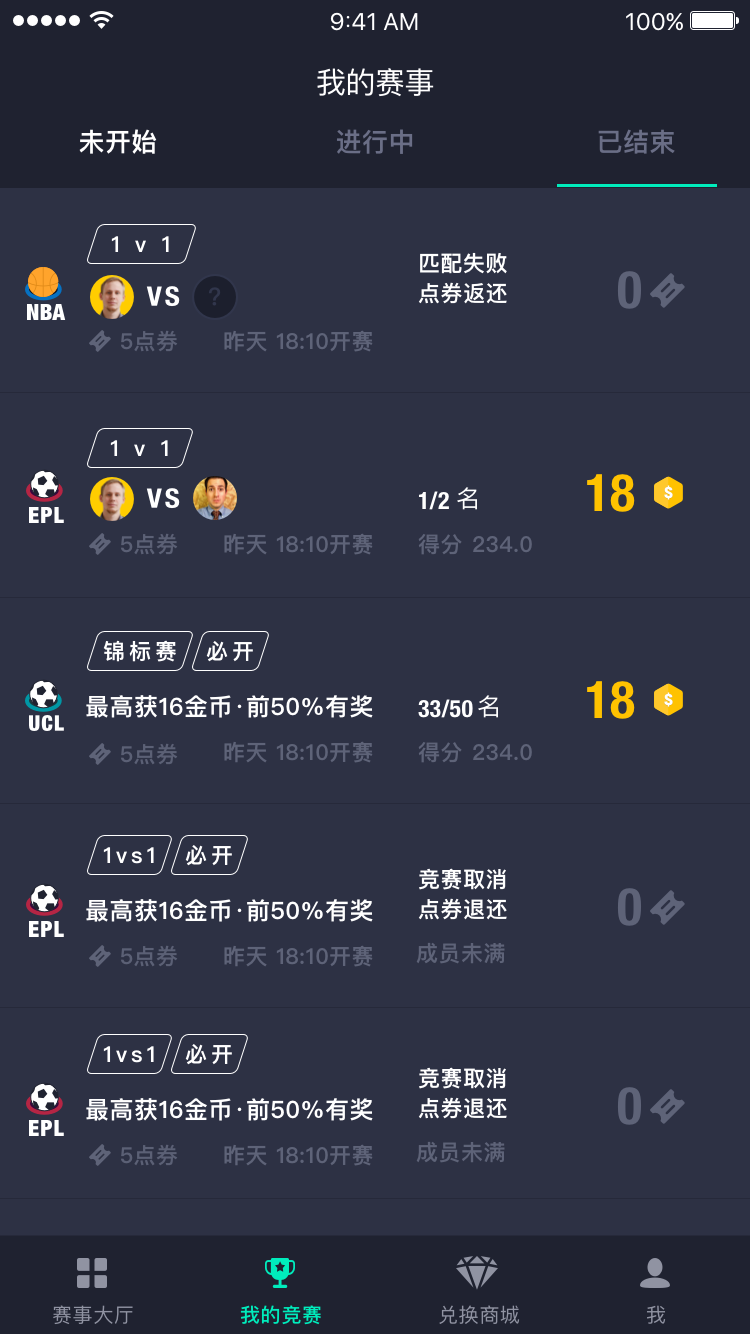 9:41 AM 100%
我的赛事
未开始 进行中 已结束
1 v 1
匹配失败
点券返还
NBA VS ? 0
5点券 昨天 18:10开赛
1 v 1
EPL VS 1/2 名 18
5点券 昨天 18:10开赛 得分 234.0
锦标赛 必开
UCL 最高获16金币·前50%有奖 33/50 名 18
5点券 昨天 18:10开赛 得分 234.0
1vs1 必开
竞赛取消
EPL 最高获16金币·前50%有奖 点券退还 0
5点券 昨天 18:10开赛 成员未满
1vs1 必开
竞赛取消
EPL 最高获16金币·前50%有奖 点券退还 0
5点券 昨天 18:10开赛 成员未满
赛事大厅 我的竞赛 兑换商城 我